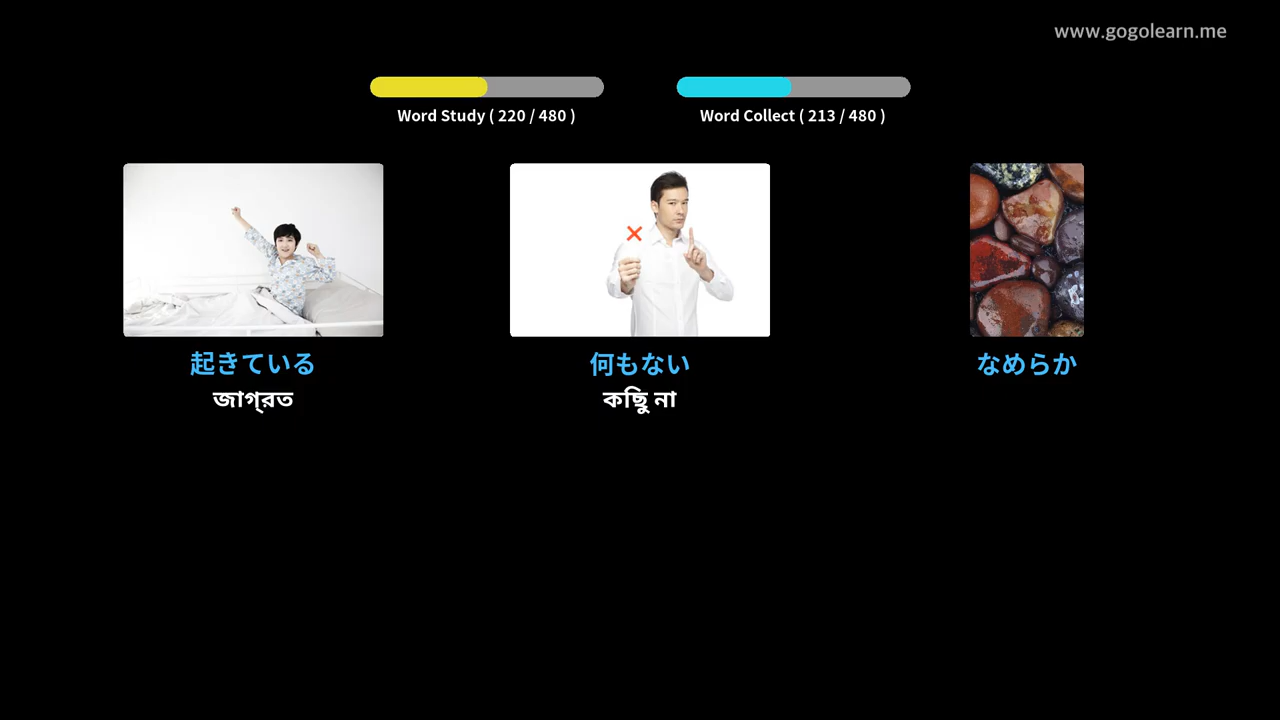 www.gogolearn.me
Word Study ( 220 / 480 )
Word Collect ( 213 / 480 )
起きている
জাগ্রত
何もない
কছিু না
なめらか